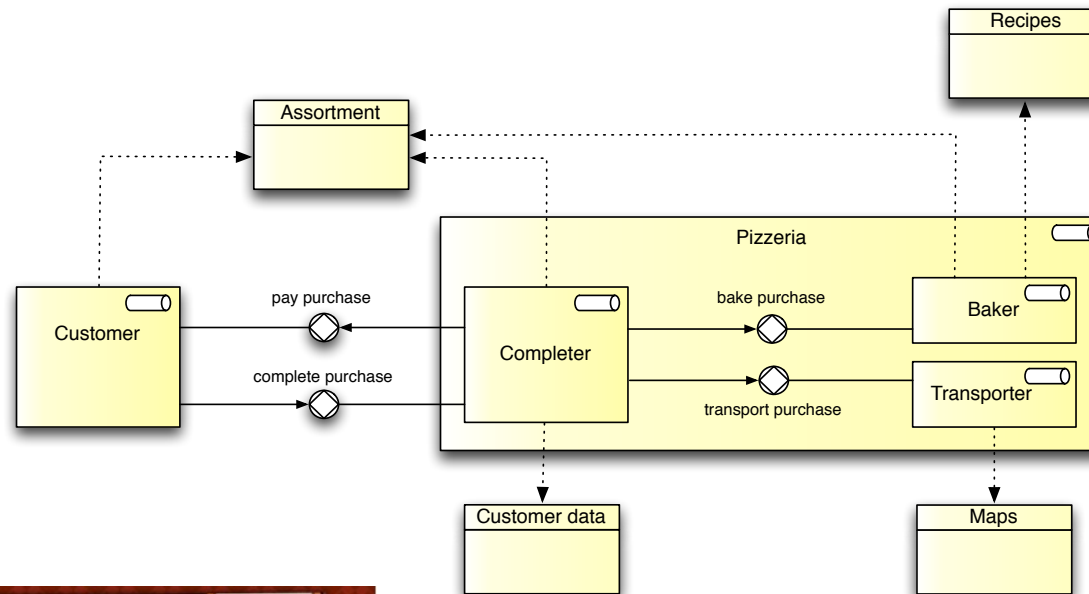 Recipes
Assortment
Pizzeria
pay purchase
bake purchase
Customer
Baker
Completer
complete purchase
Transporter
transport purchase
Customer data
Maps